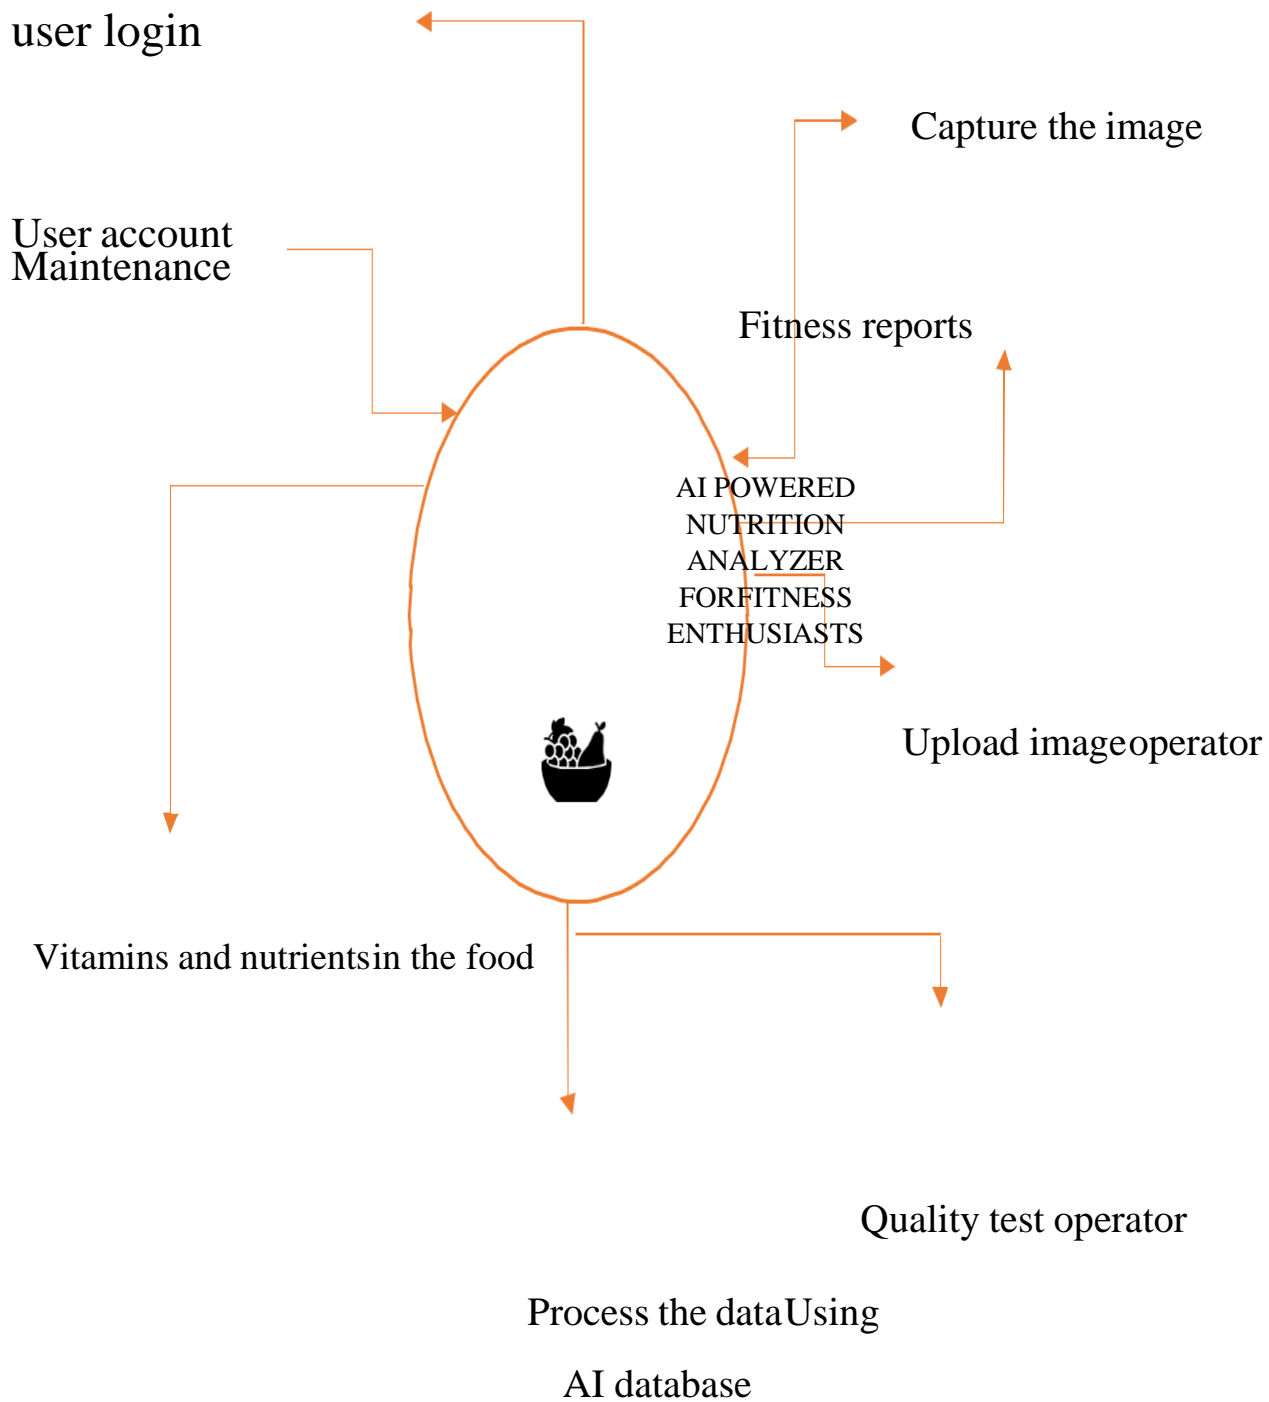 user login
Capture the image
User account
Maintenance
Fitness reports
AI POWERED
NUTRITION
ANALYZER
FORFITNESS
ENTHUSIASTS
Upload imageoperator
Vitamins and nutrientsin the food
Quality test operator
Process the dataUsing
AI database